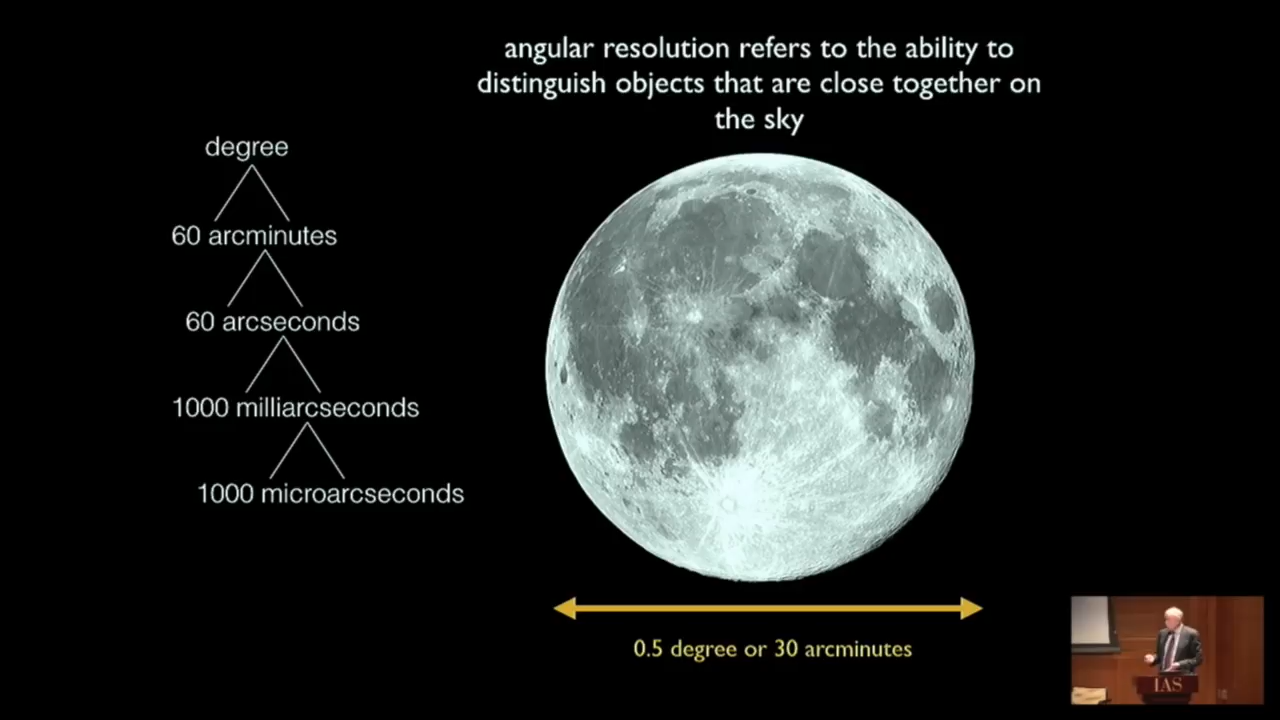 angular resolution refers to the ability to
distinguish objects that are close together on
the sky
degree
60 arcminutes
60 arcseconds
1000 milliarcseconds
1000 microarcseconds
0.5 degree or 30 arcminutes
IAS